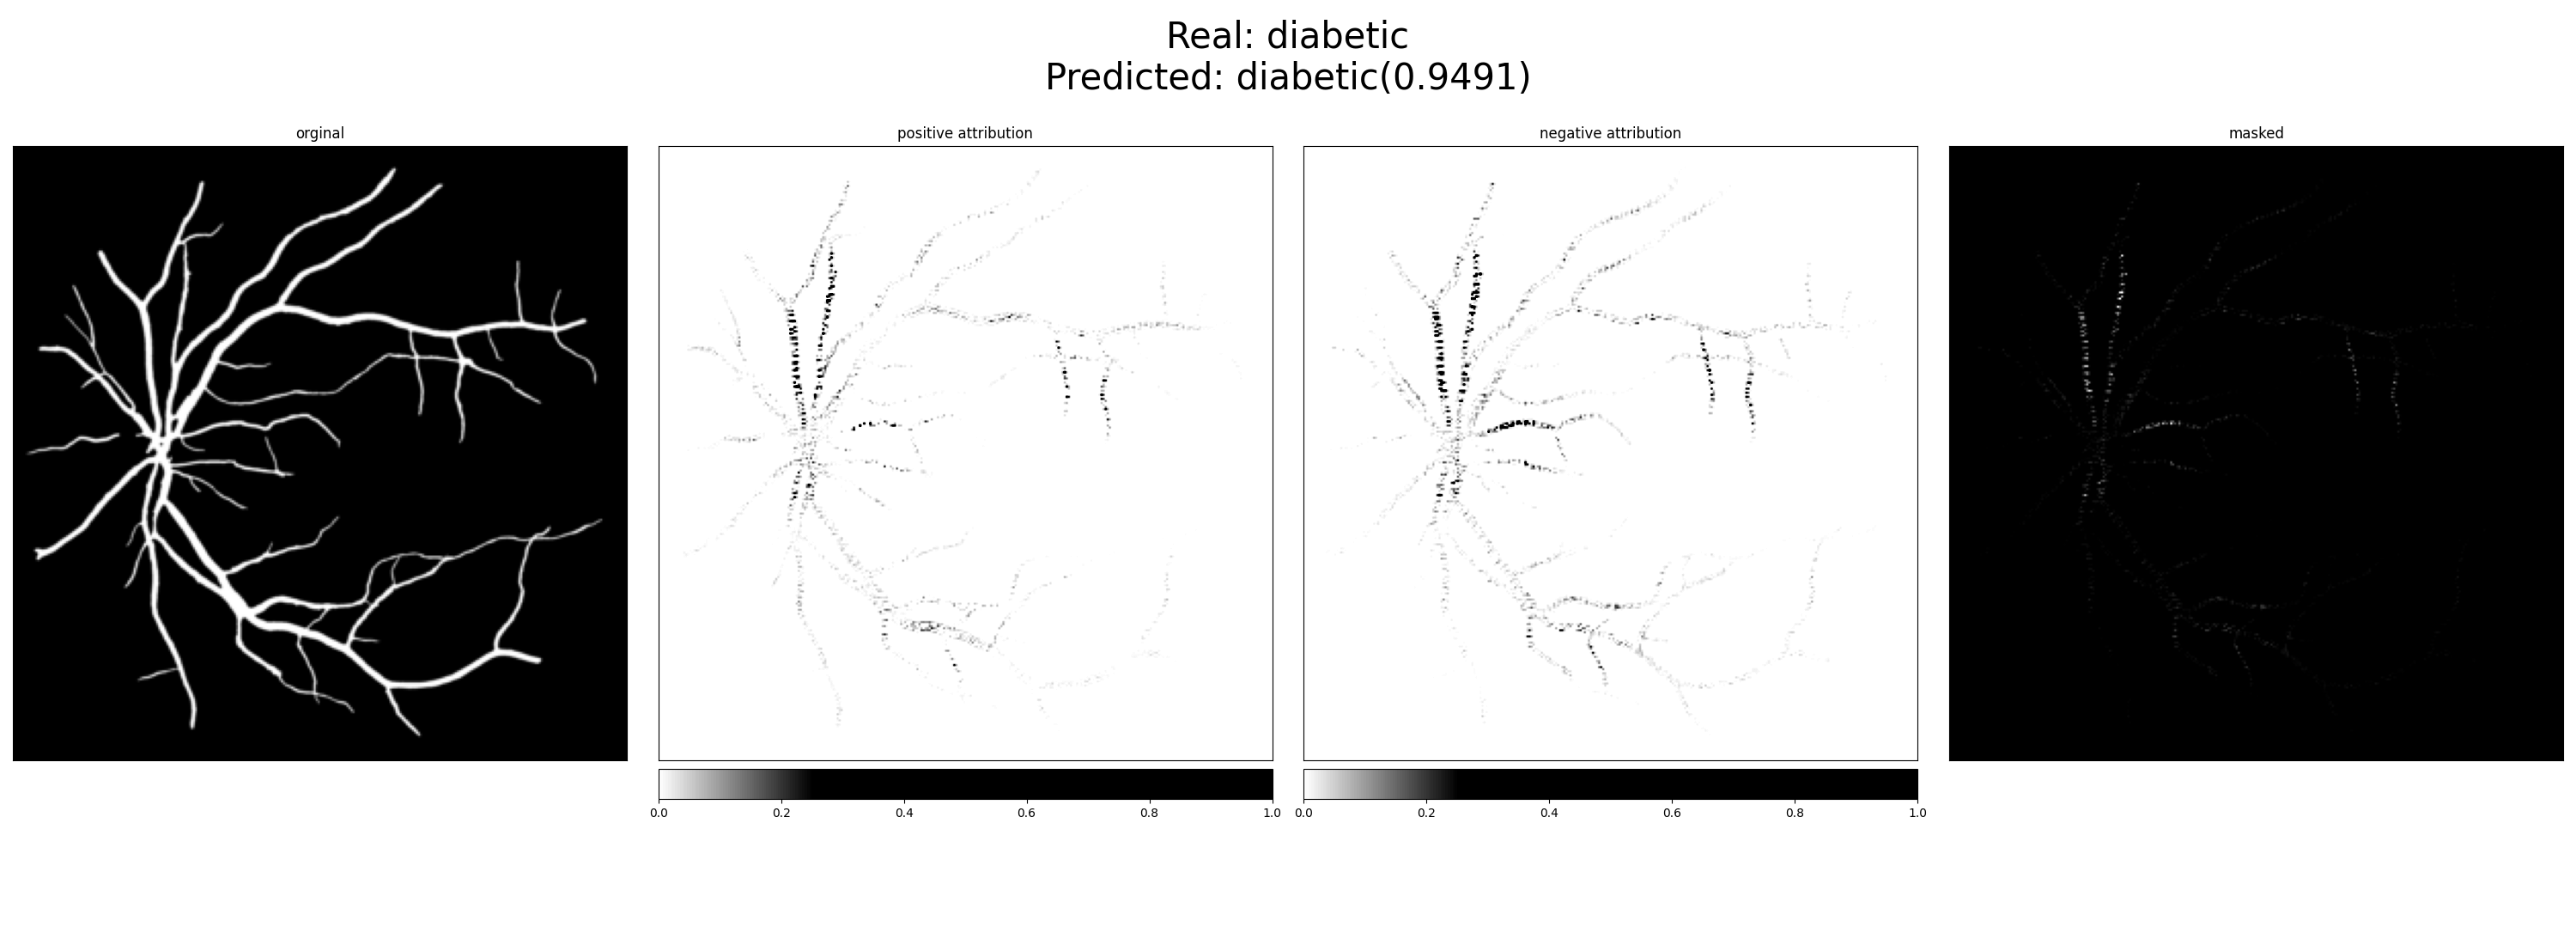 Real: diabetic
Predicted: diabetic(0.9491)
orginal
positive attribution
negative attribution
masked
0.0 0.2 0.4 0.6 0.8 1.0
0.0 0.2 0.4 0.6 0.8 1.0